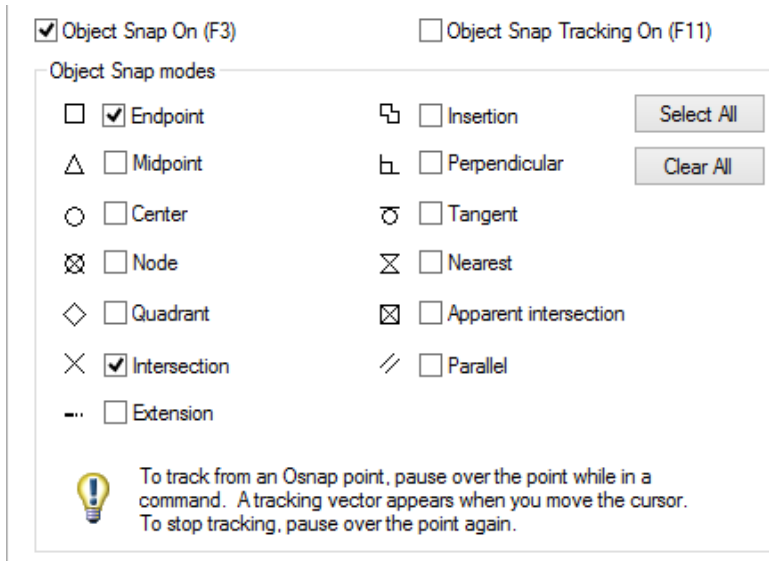 Object Snap On (F3)
Object Snap Tracking On (F11)
Object Snap modes
Endpoint
Insertion
Select All
Midpoint
Perpendicular
Clear All
Center
Tangent
Node
Nearest
Quadrant
Apparent intersection
Intersection
Parallel
Extension
To track from an Osnap point, pause over the point while in a
command.  A tracking vector appears when you move the cursor.
To stop tracking, pause over the point again.